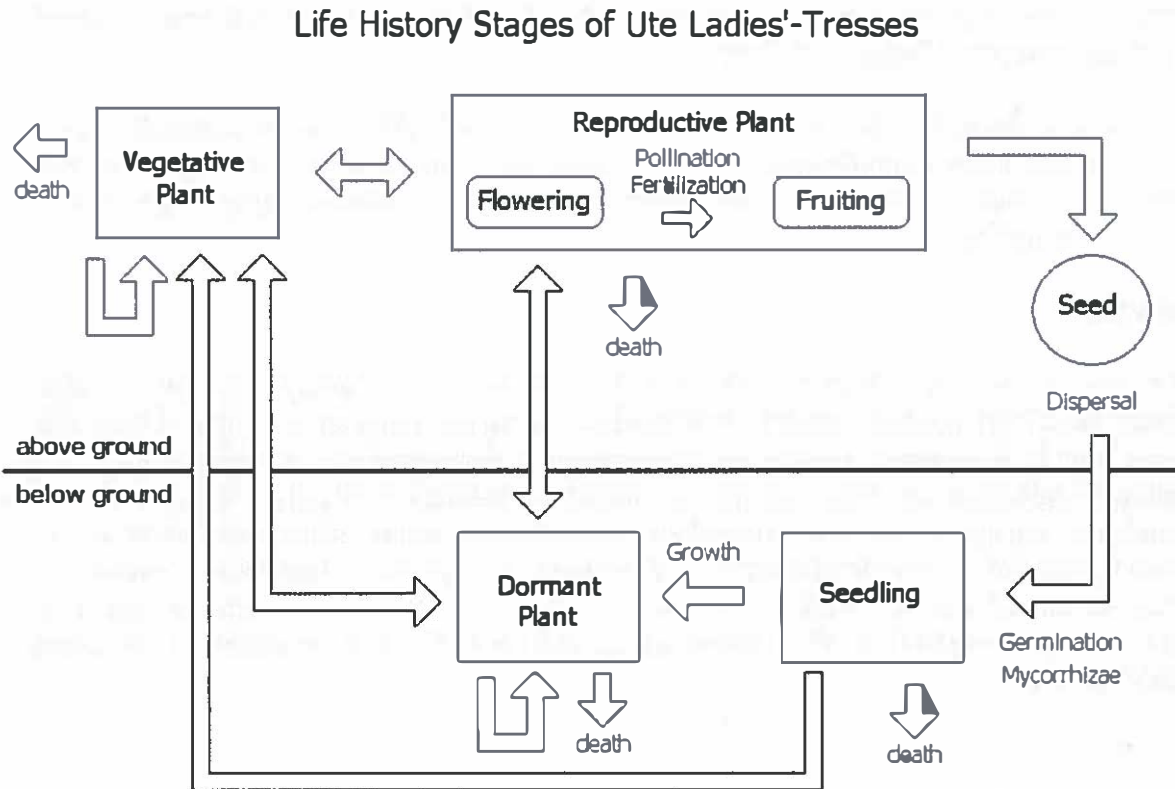 Life History Stages of Ute Ladies'-Tresses
death
Vegetative
Plant
Reproductive Plant
Pollination
Fertilization
Flowering
Fruiting
death
Seed
Dispersal
above ground
below ground
Dormant
Plant
Growth
Seedling
Germination
Mycorrhizae
death
death